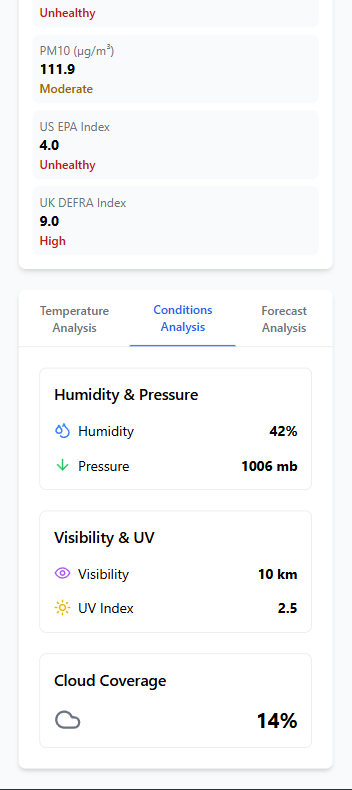 Unhealthy
PM10 (µg/m³)
111.9
Moderate
US EPA Index
4.0
Unhealthy
UK DEFRA Index
9.0
High
Temperature Analysis
Conditions Analysis
Forecast Analysis
Humidity & Pressure
Humidity 42%
Pressure 1006 mb
Visibility & UV
Visibility 10 km
UV Index 2.5
Cloud Coverage
14%